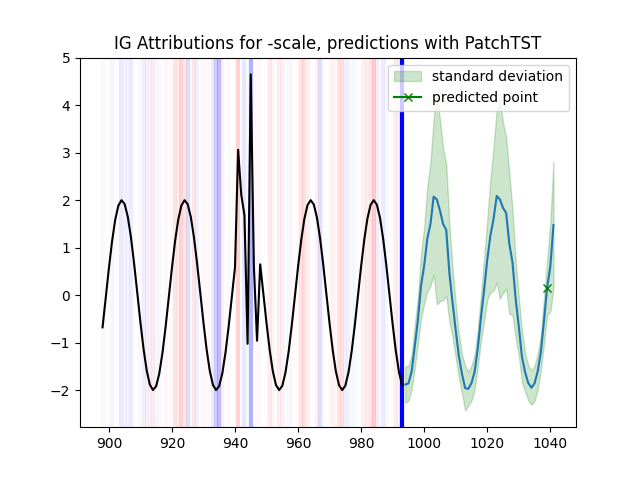 IG Attributions for -scale, predictions with PatchTST
standard deviation
predicted point
5
4
3
2
1
0
−1
−2
900 920 940 960 980 1000 1020 1040